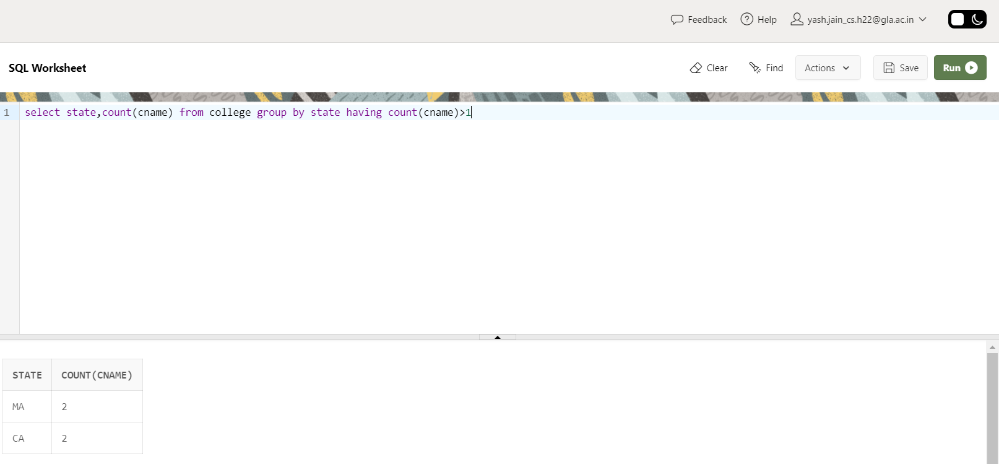 Feedback Help yash.jain_cs.h22@gla.ac.in
SQL Worksheet Clear Find Actions Save Run
1 select state,count(cname) from college group by state having count(cname)>1
STATE COUNT(CNAME)
MA 2
CA 2